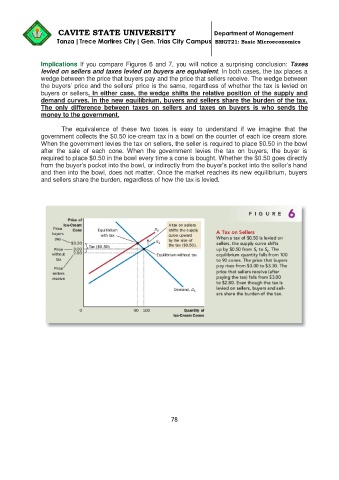 CAVITE STATE UNIVERSITY Department of Management
Tanza | Trece Martires City | Gen. Trias City Campus BMGT21: Basic Microeconomics
Implications If you compare Figures 6 and 7, you will notice a surprising conclusion: Taxes
levied on sellers and taxes levied on buyers are equivalent. In both cases, the tax places a
wedge between the price that buyers pay and the price that sellers receive. The wedge between
the buyers' price and the sellers' price is the same, regardless of whether the tax is levied on
buyers or sellers. In either case, the wedge shifts the relative position of the supply and
demand curves. In the new equilibrium, buyers and sellers share the burden of the tax.
The only difference between taxes on sellers and taxes on buyers is who sends the
money to the government.
The equivalence of these two taxes is easy to understand if we imagine that the
government collects the $0.50 ice-cream tax in a bowl on the counter of each ice cream store.
When the government levies the tax on sellers, the seller is required to place $0.50 in the bowl
after the sale of each cone. When the government levies the tax on buyers, the buyer is
required to place $0.50 in the bowl every time a cone is bought. Whether the $0.50 goes directly
from the buyer's pocket into the bowl, or indirectly from the buyer's pocket into the seller's hand
and then into the bowl, does not matter. Once the market reaches its new equilibrium, buyers
and sellers share the burden, regardless of how the tax is levied.
Price of
Ice-Cream
Cone
Price
buyers
pay
$3.30
Price
without
tax
3.00
2.80
Price
sellers
receive
Equilibrium
with tax
Tax ($0.50)
S2
S1
A tax on sellers
shifts the supply
curve upward
by the size of
the tax ($0.50).
Equilibrium without tax
Demand, D1
0
90 100
Quantity of
Ice-Cream Cones
FIGURE 6
A Tax on Sellers
When a tax of $0.50 is levied on
sellers, the supply curve shifts
up by $0.50 from S1 to S2. The
equilibrium quantity falls from 100
to 90 cones. The price that buyers
pay rises from $3.00 to $3.30. The
price that sellers receive (after
paying the tax) falls from $3.00
to $2.80. Even though the tax is
levied on sellers, buyers and sell-
ers share the burden of the tax.
78